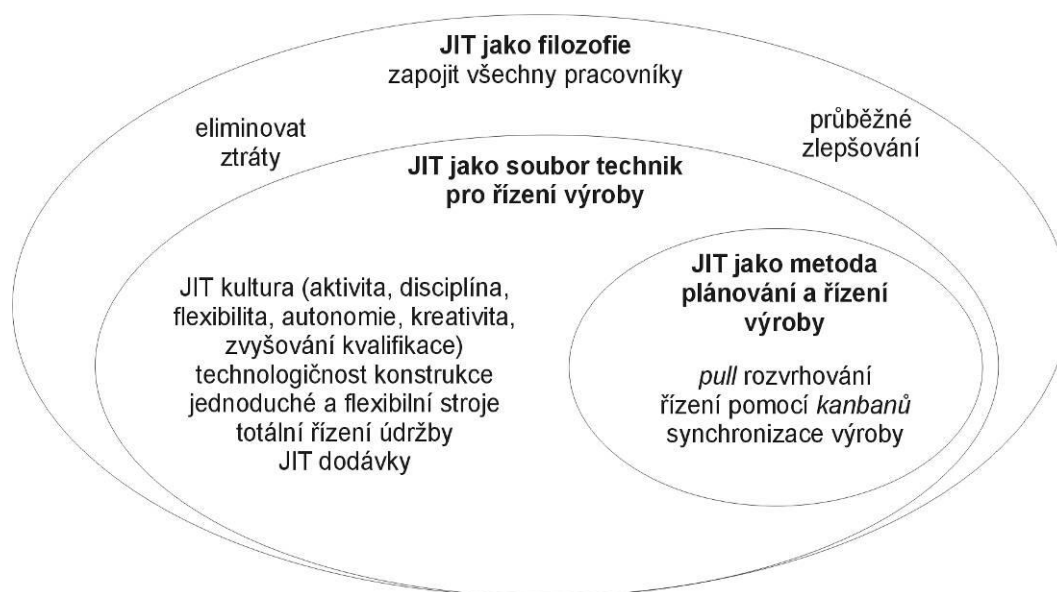 JIT jako filozofie
zapojit všechny pracovníky
eliminovat
ztráty
průběžné
zlepšování
JIT jako soubor technik
pro řízení výroby
JIT kultura (aktivita, disciplína,
flexibilita, autonomie, kreativita,
zvyšování kvalifikace)
technologičnost konstrukce
jednoduché a flexibilní stroje
totální řízení údržby
JIT dodávky
JIT jako metoda
plánování a řízení
výroby
pull rozvrhování
řízení pomocí kanbanů
synchronizace výroby